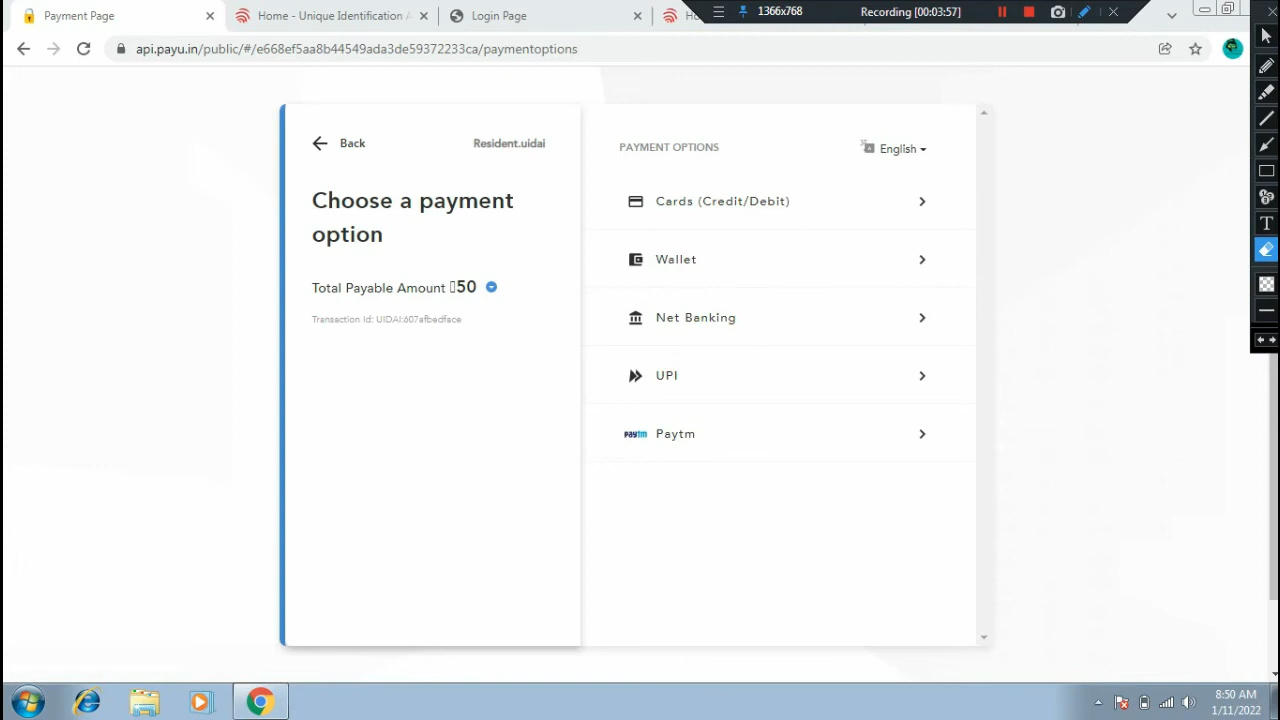 Payment Page
Home - Unique Identification A
Login Page
1366x768
Recording [00:03:57]
api.payu.in/public/#/e668ef5aa8b44549ada3de59372233ca/paymentoptions
Back
Resident.uidai
Choose a payment
option
Total Payable Amount 50
Transaction Id: UIDAI:607afbedface
PAYMENT OPTIONS
English
Cards (Credit/Debit)
Wallet
Net Banking
UPI
paytm Paytm
T
8:50 AM
1/11/2022